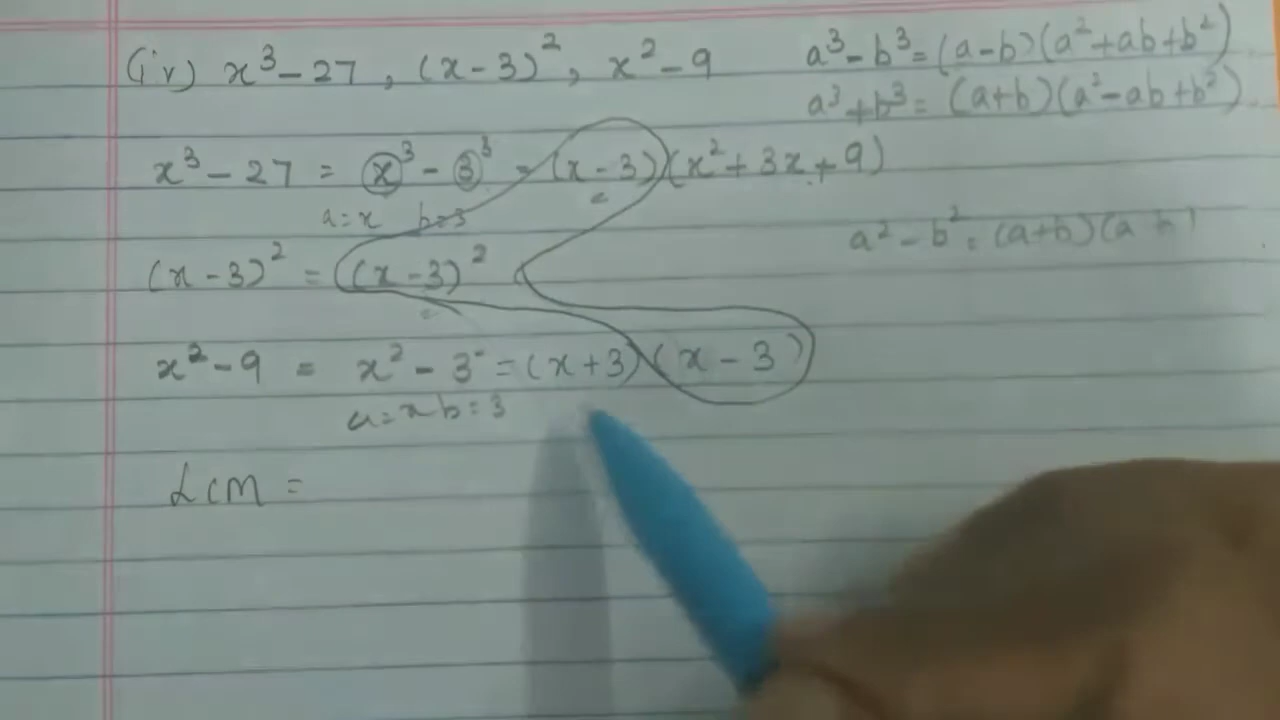 (iv) x³ – 27 , (x – 3)², x² – 9
a³ – b³ = (a – b)(a² + ab + b²)
a³ + b³ = (a + b)(a² – ab + b²)
x³ – 27 = x³ – 3³ = (x – 3)(x² + 3x + 9)
a = x b = 3
a² – b² = (a+b)(a b)
(x – 3)² = (x – 3)²
x² – 9 = x² – 3² = (x + 3)(x – 3)
a = x b = 3
LCM =